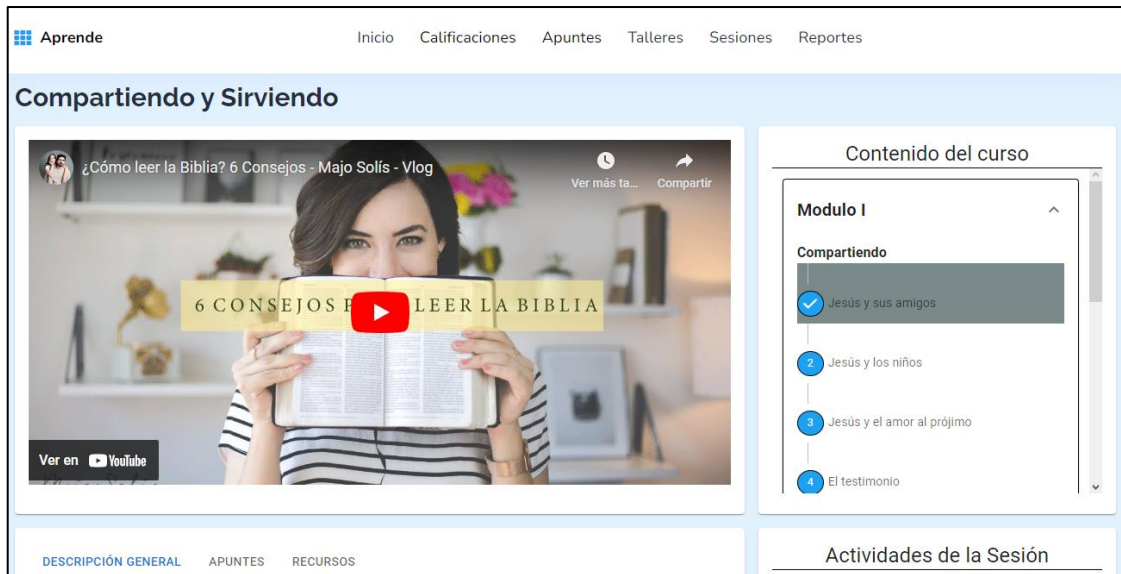 Aprende
Inicio Calificaciones Apuntes Talleres Sesiones Reportes
Compartiendo y Sirviendo
¿Cómo leer la Biblia? 6 Consejos - Majo Solís - Vlog
Ver más ta...
Compartir
6 CONSEJOS P LEER LA BIBLIA
Ver en YouTube
Contenido del curso
Modulo I
Compartiendo
Jesús y sus amigos
2 Jesús y los niños
3 Jesús y el amor al prójimo
4 El testimonio
DESCRIPCIÓN GENERAL APUNTES RECURSOS
Actividades de la Sesión